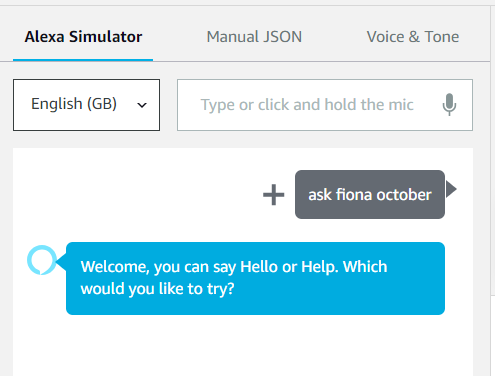 Alexa Simulator
Manual JSON
Voice & Tone
English (GB)
Type or click and hold the mic
ask fiona october
Welcome, you can say Hello or Help. Which
would you like to try?